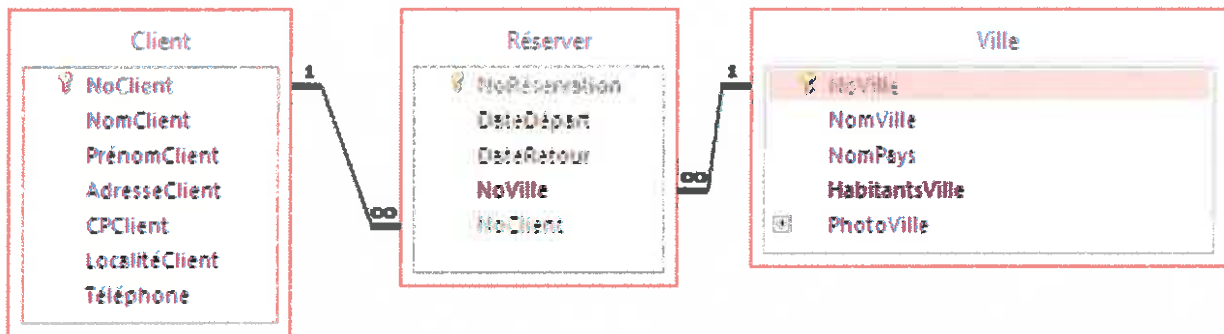 Client
NoClient
NomClient
PrénomClient
AdresseClient
CPClient
LocalitéClient
Téléphone
1
∞
Réserver
NoRéservation
DateDépart
DateRetour
NoVille
NoClient
1
∞
Ville
NoVille
NomVille
NomPays
HabitantsVille
PhotoVille